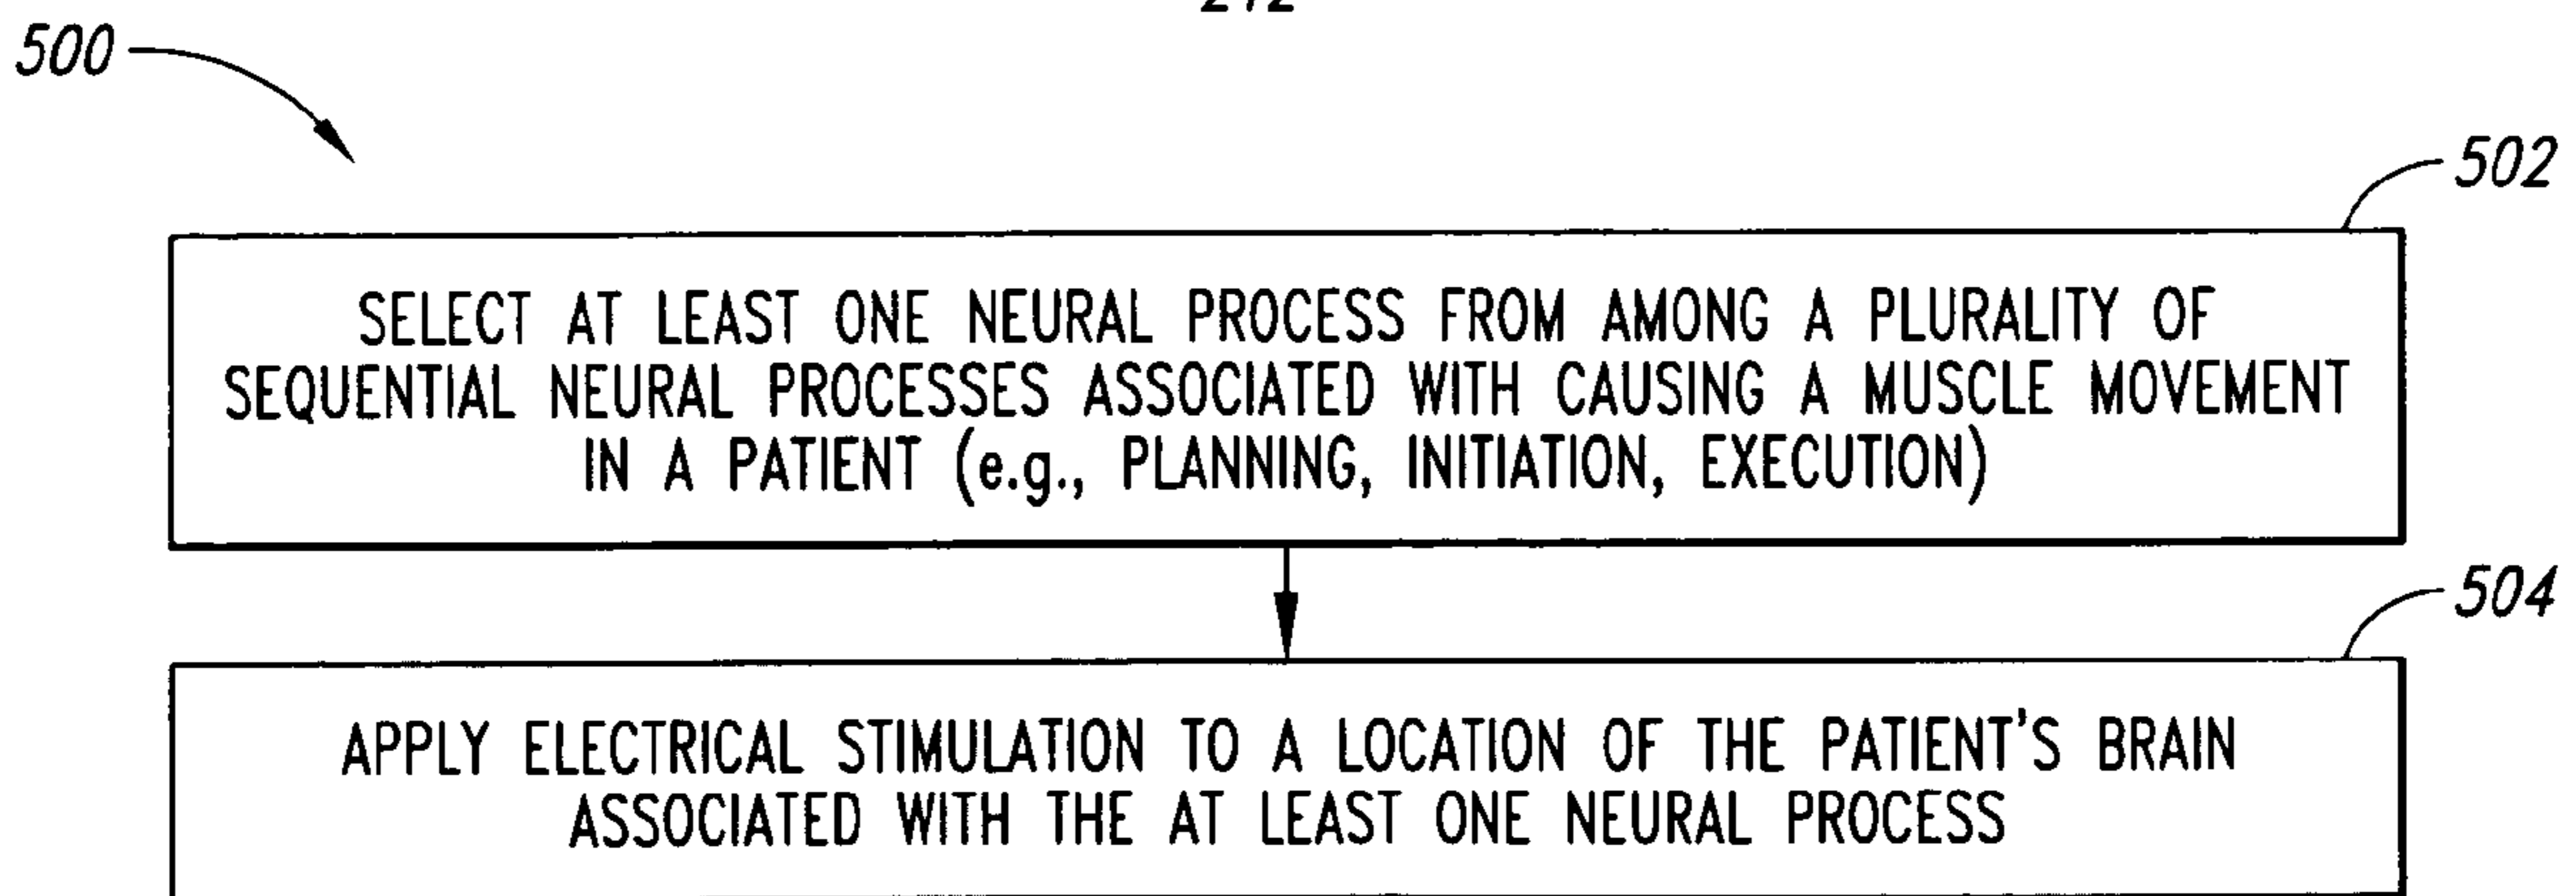 500
502
SELECT AT LEAST ONE NEURAL PROCESS FROM AMONG A PLURALITY OF
SEQUENTIAL NEURAL PROCESSES ASSOCIATED WITH CAUSING A MUSCLE MOVEMENT
IN A PATIENT (e.g., PLANNING, INITIATION, EXECUTION)
504
APPLY ELECTRICAL STIMULATION TO A LOCATION OF THE PATIENT'S BRAIN
ASSOCIATED WITH THE AT LEAST ONE NEURAL PROCESS